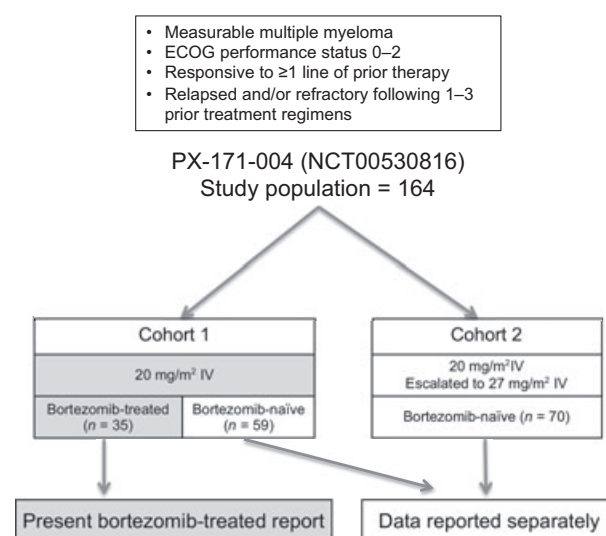 • Measurable multiple myeloma
• ECOG performance status 0–2
• Responsive to ≥1 line of prior therapy
• Relapsed and/or refractory following 1–3
prior treatment regimens
PX-171-004 (NCT00530816)
Study population = 164
Cohort 1
20 mg/m² IV
Bortezomib-treated
(n = 35)
Bortezomib-naïve
(n = 59)
Cohort 2
20 mg/m²IV
Escalated to 27 mg/m² IV
Bortezomib-naïve (n = 70)
Present bortezomib-treated report
Data reported separately